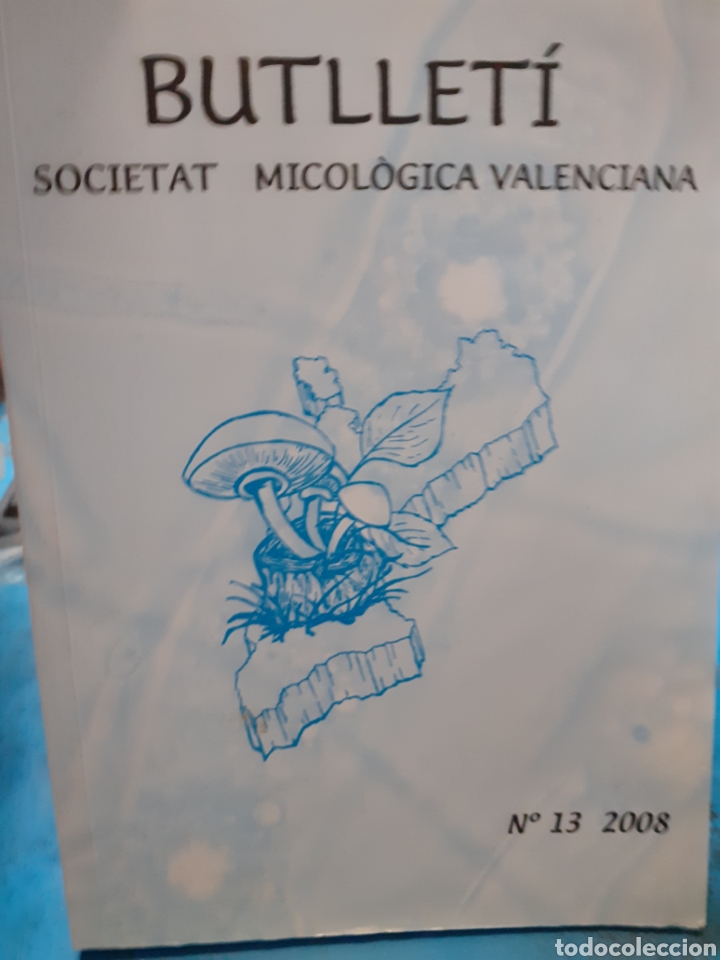 BUTLLETÍ
SOCIETAT MICOLÒGICA VALENCIANA
Nº 13 2008
todocoleccion